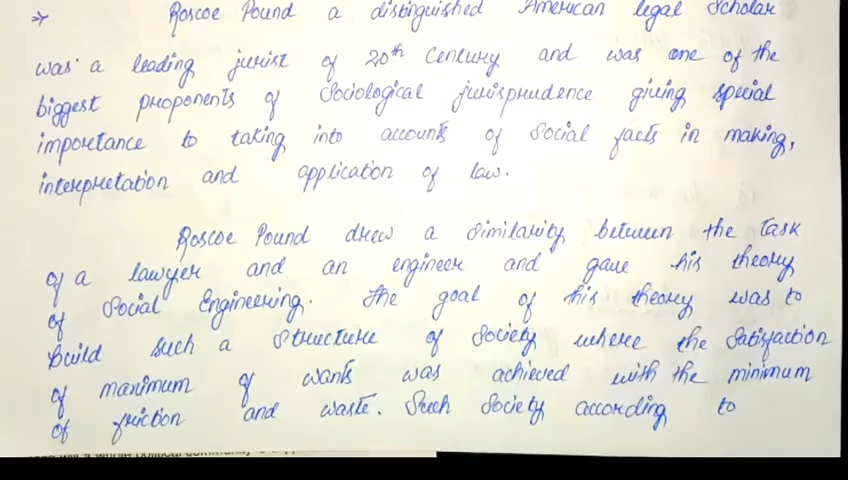 → Roscoe Pound a distinguished American legal Scholar
was a leading jurist of 20th Century and was one of the
biggest proponents of Sociological jurisprudence giving special
importance to taking into accounts of Social facts in making,
interpretation and application of law.
Roscoe Pound drew a Similarity between the task
of a lawyer and an engineer and gave his theory
of Social Engineering. The goal of his theory was to
build such a Structure of Society where the Satisfaction
of maximum of wants was achieved with the minimum
of friction and waste. Such Society according to